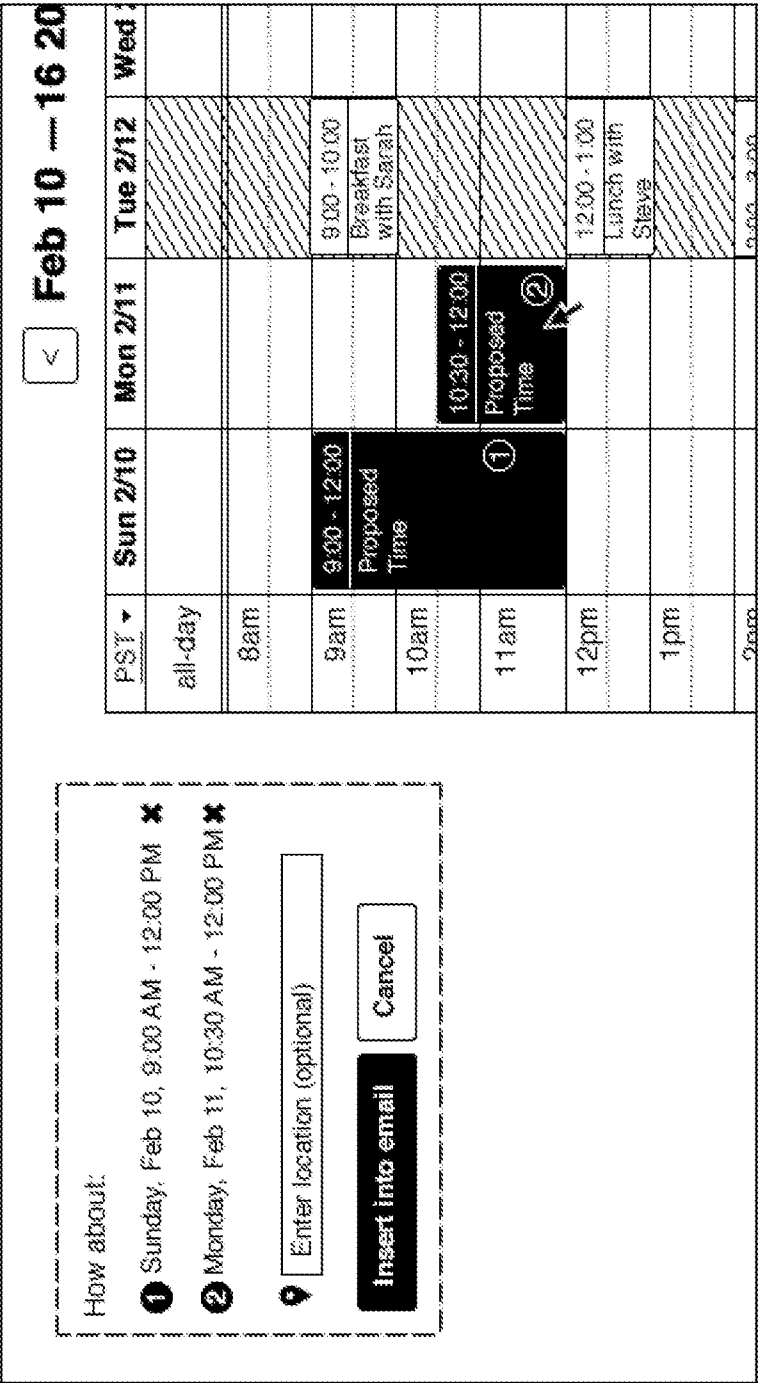 How about:
❶ Sunday, Feb 10, 9:00 AM - 12:00 PM ✖
❷ Monday, Feb 11, 10:30 AM - 12:00 PM ✖
Enter location (optional)
Insert into email
Cancel
< Feb 10 — 16 20
PST ▾ Sun 2/10 Mon 2/11 Tue 2/12 Wed
all-day
8am
9am
10am
11am
12pm
1pm
9:00 - 12:00
Proposed
Time
①
10:30 - 12:00
Proposed
Time
②
9:00 - 10:00
Breakfast
with Sarah
12:00 - 1:00
Lunch with
Steve